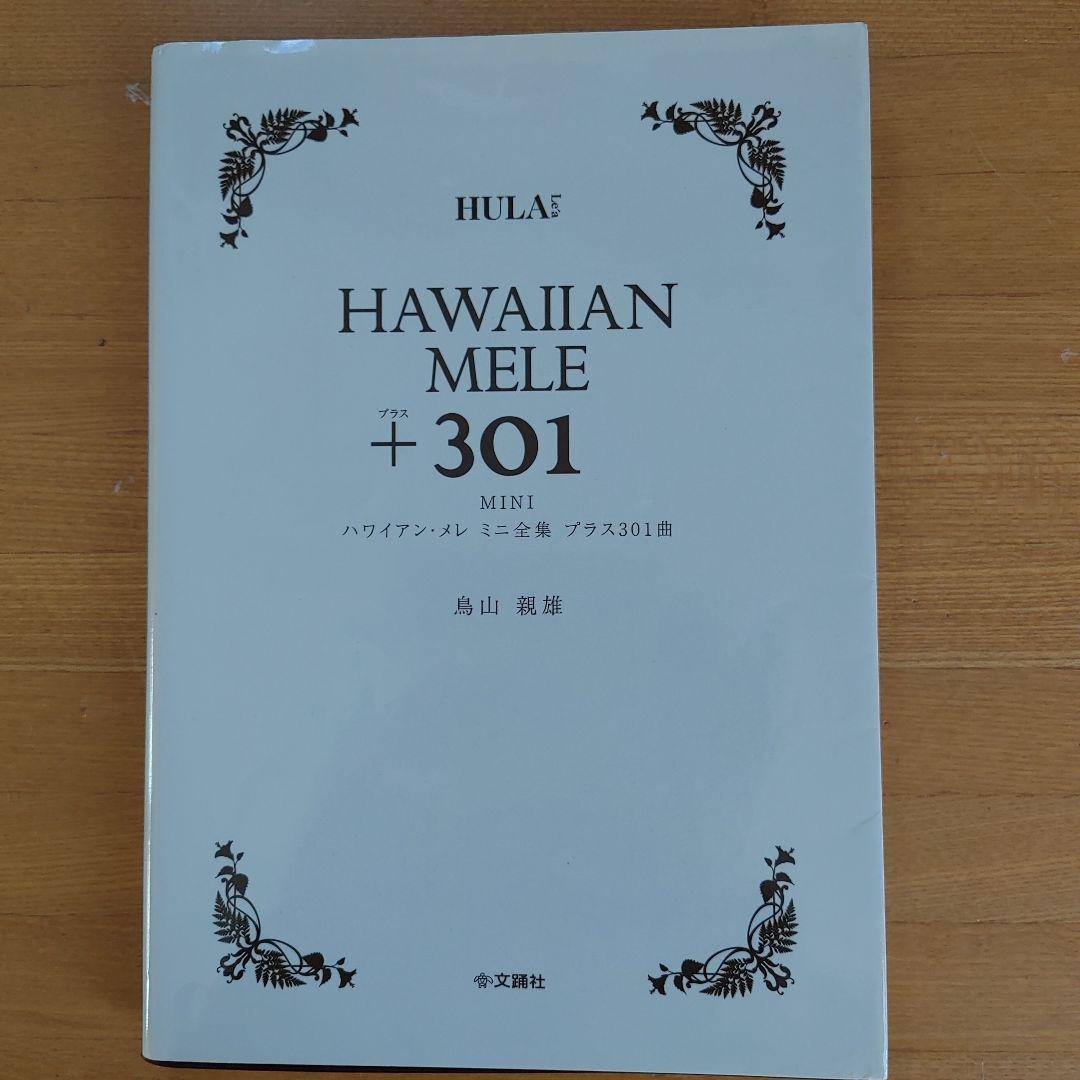 HULA Le'a
HAWAIIAN
MELE
プラス
+301
MINI
ハワイアン・メレ ミニ全集 プラス301曲
鳥山 親雄
文踊社